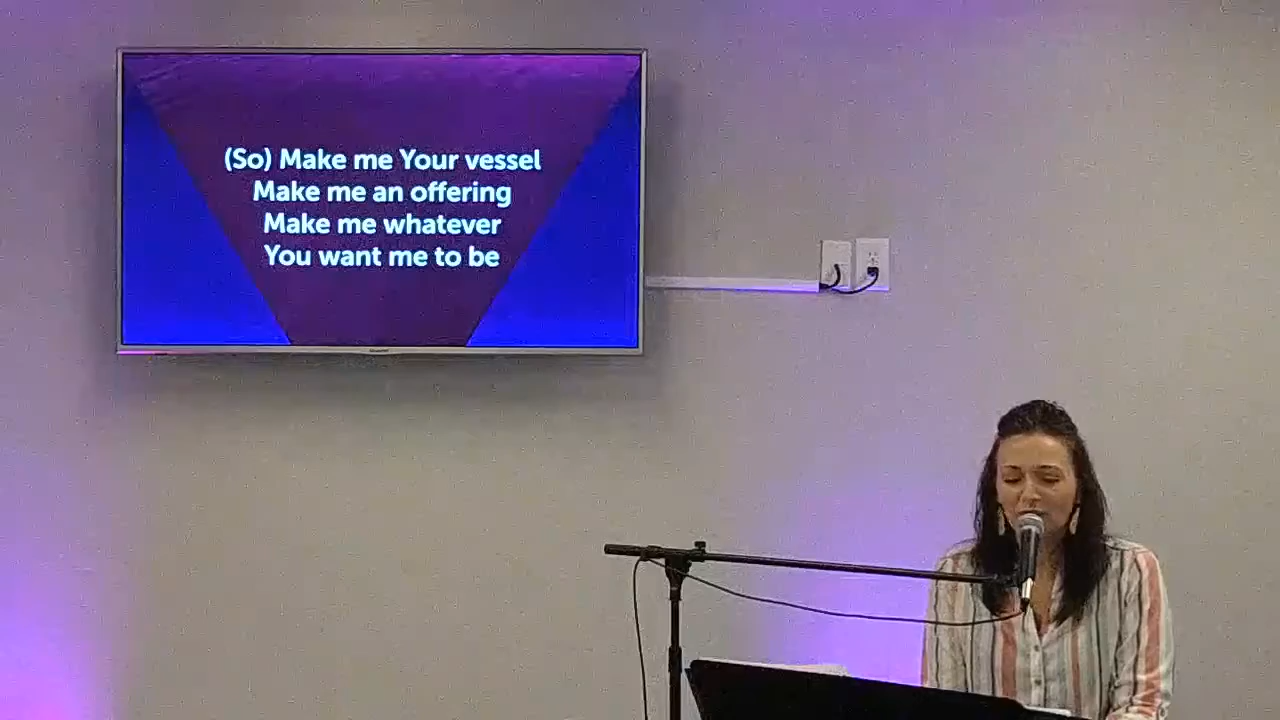 (So) Make me Your vessel
Make me an offering
Make me whatever
You want me to be